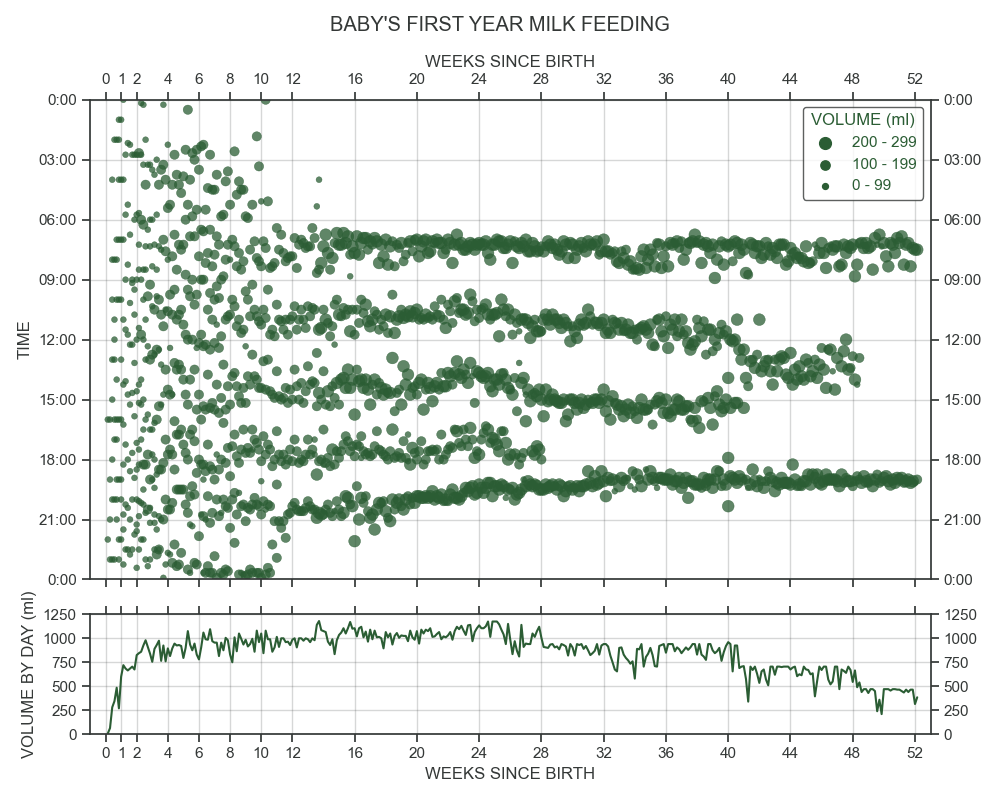 BABY'S FIRST YEAR MILK FEEDING
WEEKS SINCE BIRTH
0 1 2 4 6 8 10 12 16 20 24 28 32 36 40 44 48 52
0:00 0:00
VOLUME (ml)
200 - 299
100 - 199
0 - 99
03:00 03:00
06:00 06:00
09:00 09:00
TIME
12:00 12:00
15:00 15:00
18:00 18:00
21:00 21:00
0:00 0:00
VOLUME BY DAY (ml)
1250 1250
1000 1000
750 750
500 500
250 250
0 0
0 1 2 4 6 8 10 12 16 20 24 28 32 36 40 44 48 52
WEEKS SINCE BIRTH